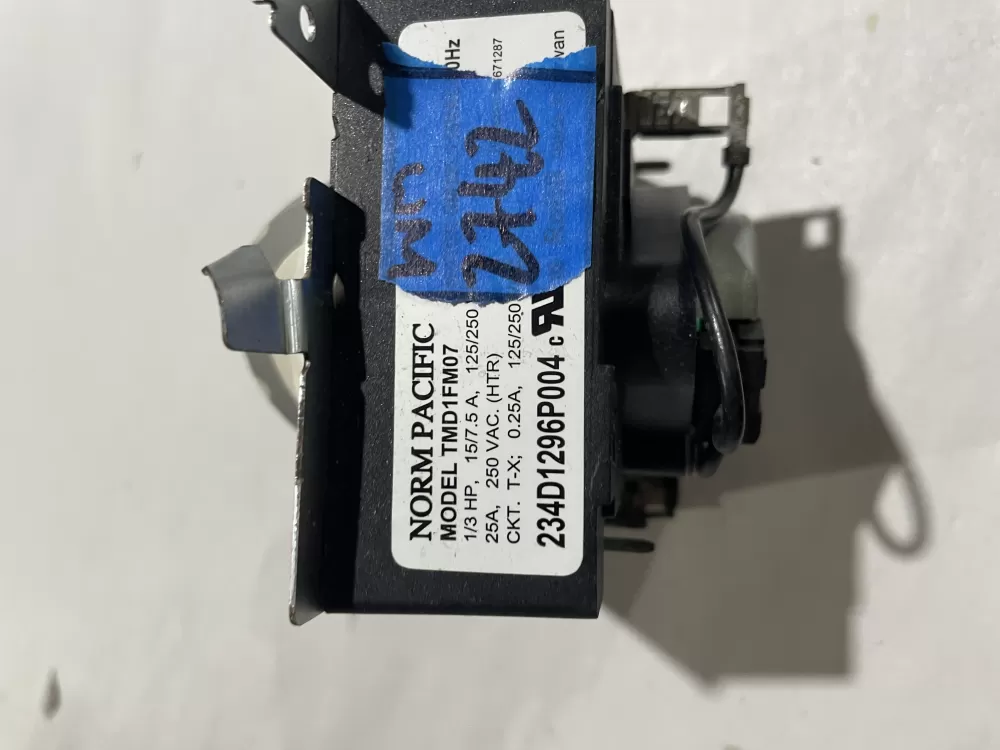 NORM PACIFIC
MODEL TMD1FM07
0Hz
1/3 HP, 15/7.5 A, 125/250
25A, 250 VAC. (HTR)
671287
CKT. T-X; 0.25A, 125/250
234D1296P004 c
van